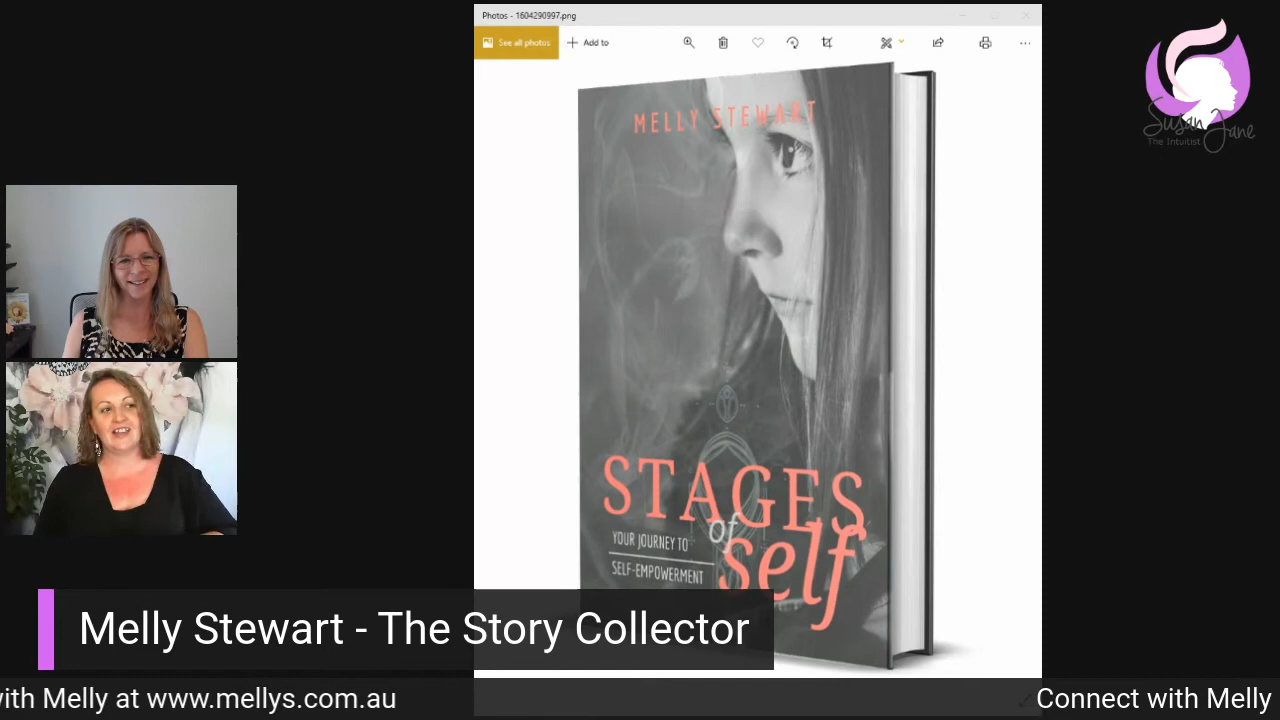 Photos - 1604290997.png
See all photos
Add to
Susan Jane
The Intuitist
MELLY STEWART
STAGES
of
self
YOUR JOURNEY TO
SELF-EMPOWERMENT
Melly Stewart - The Story Collector
with Melly at www.mellys.com.au
Connect with Melly